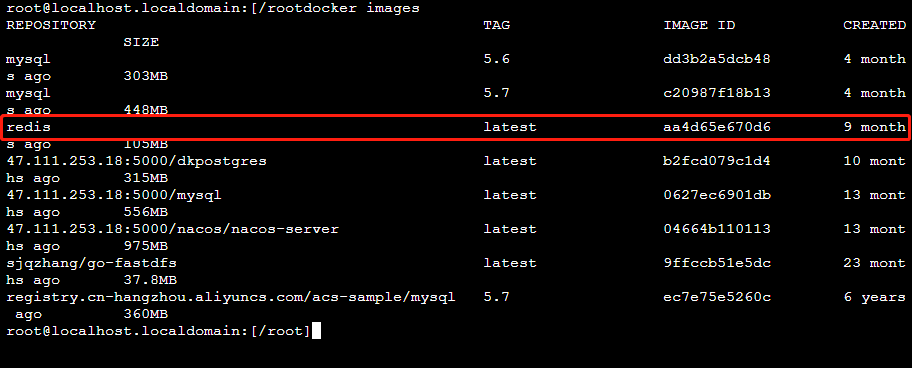 root@localhost.localdomain:[/rootdocker images
REPOSITORY TAG IMAGE ID CREATED
SIZE
mysql 5.6 dd3b2a5dcb48 4 month
s ago 303MB
mysql 5.7 c20987f18b13 4 month
s ago 448MB
redis latest aa4d65e670d6 9 month
s ago 105MB
47.111.253.18:5000/dkpostgres latest b2fcd079c1d4 10 mont
hs ago 315MB
47.111.253.18:5000/mysql latest 0627ec6901db 13 mont
hs ago 556MB
47.111.253.18:5000/nacos/nacos-server latest 04664b110113 13 mont
hs ago 975MB
sjqzhang/go-fastdfs latest 9ffccb51e5dc 23 mont
hs ago 37.8MB
registry.cn-hangzhou.aliyuncs.com/acs-sample/mysql 5.7 ec7e75e5260c 6 years
ago 360MB
root@localhost.localdomain:[/root]